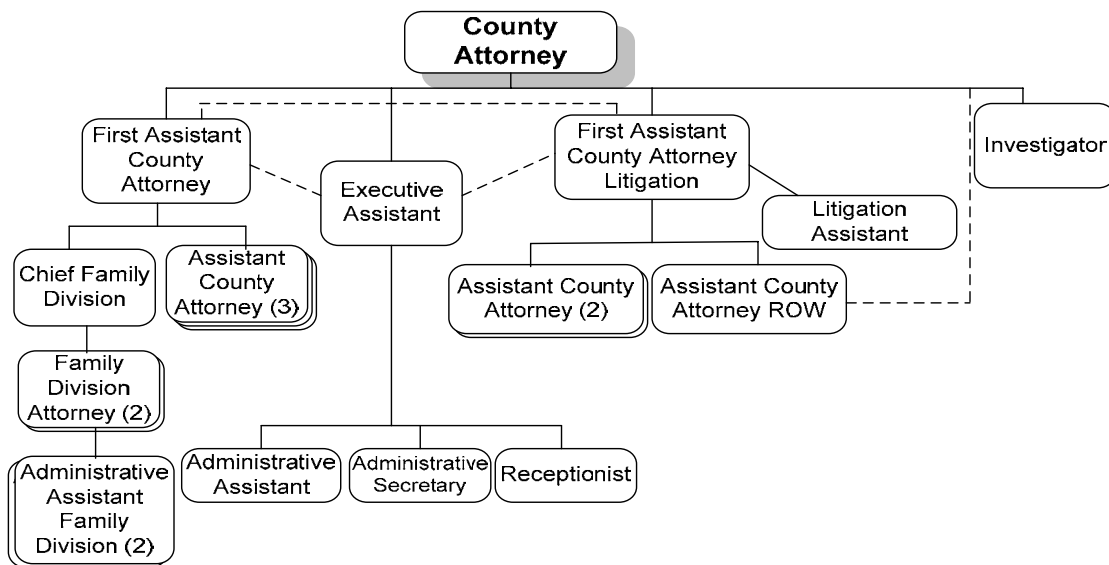 County
Attorney
First Assistant
County
Attorney
Executive
Assistant
First Assistant
County Attorney
Litigation
Investigator
Litigation
Assistant
Chief Family
Division
Assistant
County
Attorney (3)
Assistant County
Attorney (2)
Assistant County
Attorney ROW
Family
Division
Attorney (2)
Administrative
Assistant
Family
Division (2)
Administrative
Assistant
Administrative
Secretary
Receptionist